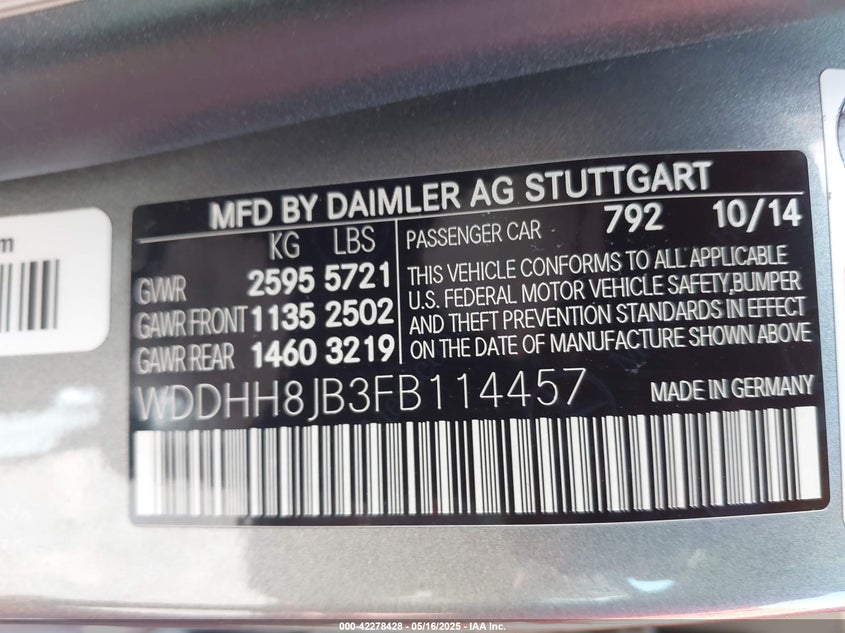 MFD BY DAIMLER AG STUTTGART
KG LBS
GVWR 2595 5721
GAWR FRONT 1135 2502
GAWR REAR 1460 3219
PASSENGER CAR 792 10/14
THIS VEHICLE CONFORMS TO ALL APPLICABLE
U.S. FEDERAL MOTOR VEHICLE SAFETY,BUMPER
AND THEFT PREVENTION STANDARDS IN EFFECT
ON THE DATE OF MANUFACTURE SHOWN ABOVE
WDDHH8JB3FB114457 MADE IN GERMANY
000-42278428 - 05/16/2025 - IAA Inc.